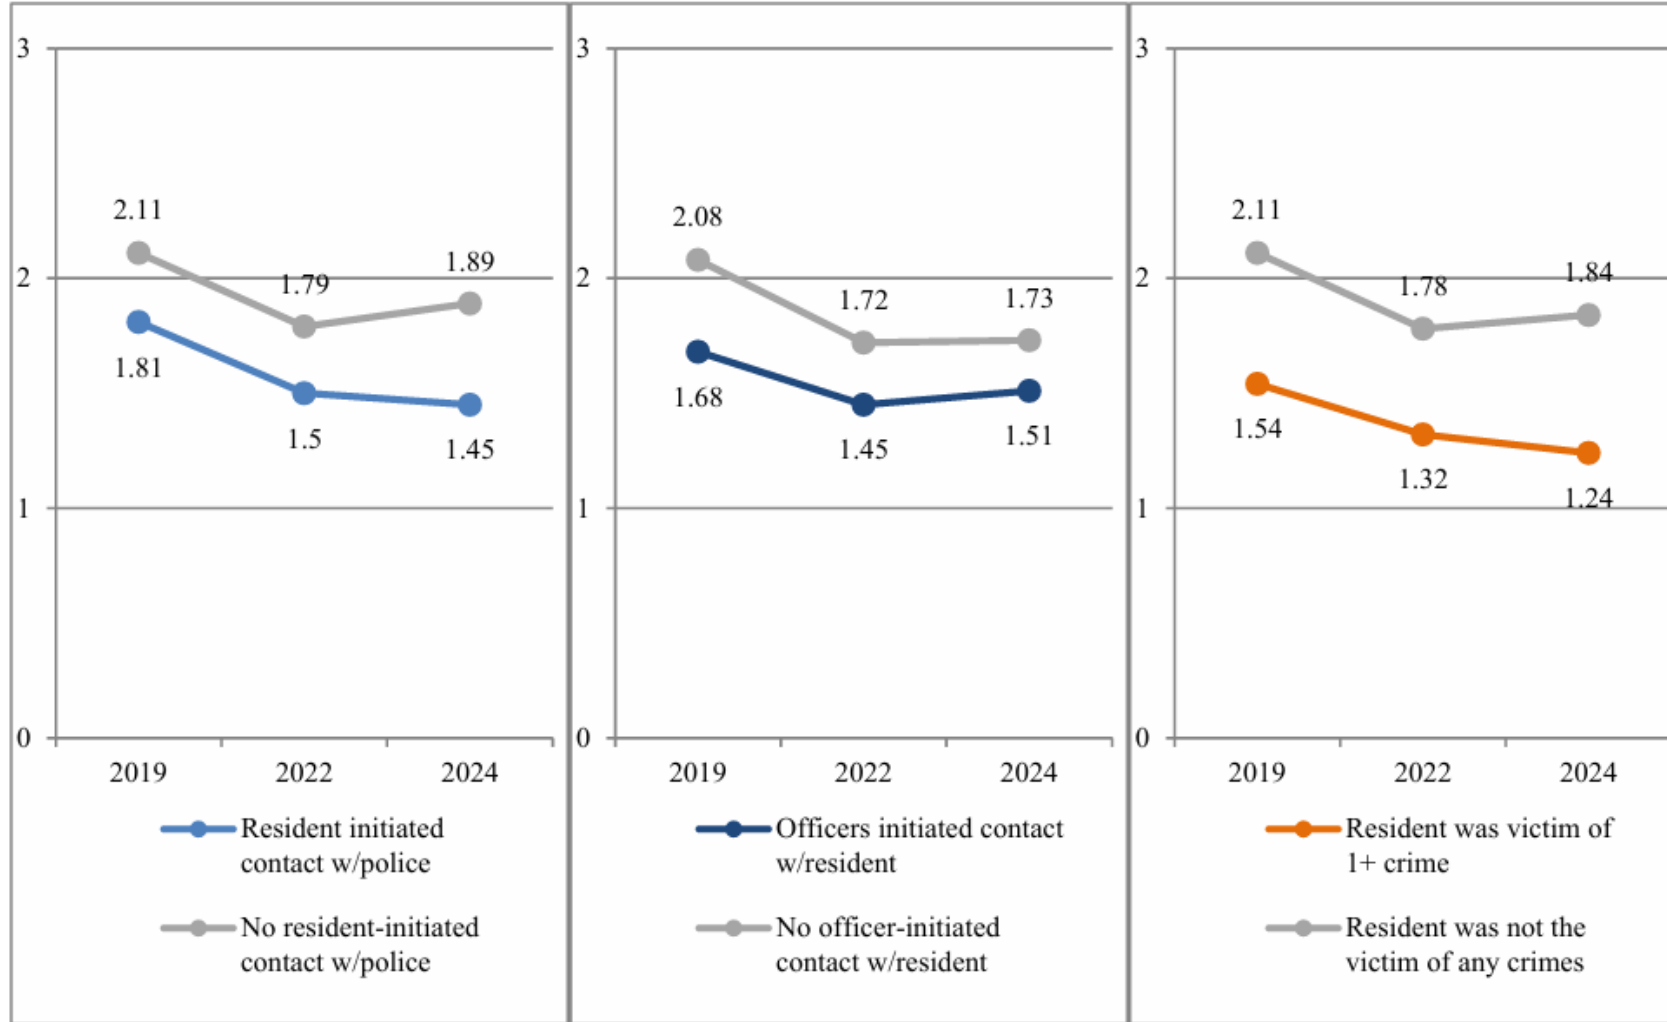 3
2
1
0
2.11
1.79
1.89
1.81
1.5
1.45
2019 2022 2024
Resident initiated
contact w/police
No resident-initiated
contact w/police
3
2
1
0
2.08
1.72
1.73
1.68
1.45
1.51
2019 2022 2024
Officers initiated contact
w/resident
No officer-initiated
contact w/resident
3
2
1
0
2.11
1.78
1.84
1.54
1.32
1.24
2019 2022 2024
Resident was victim of
1+ crime
Resident was not the
victim of any crimes